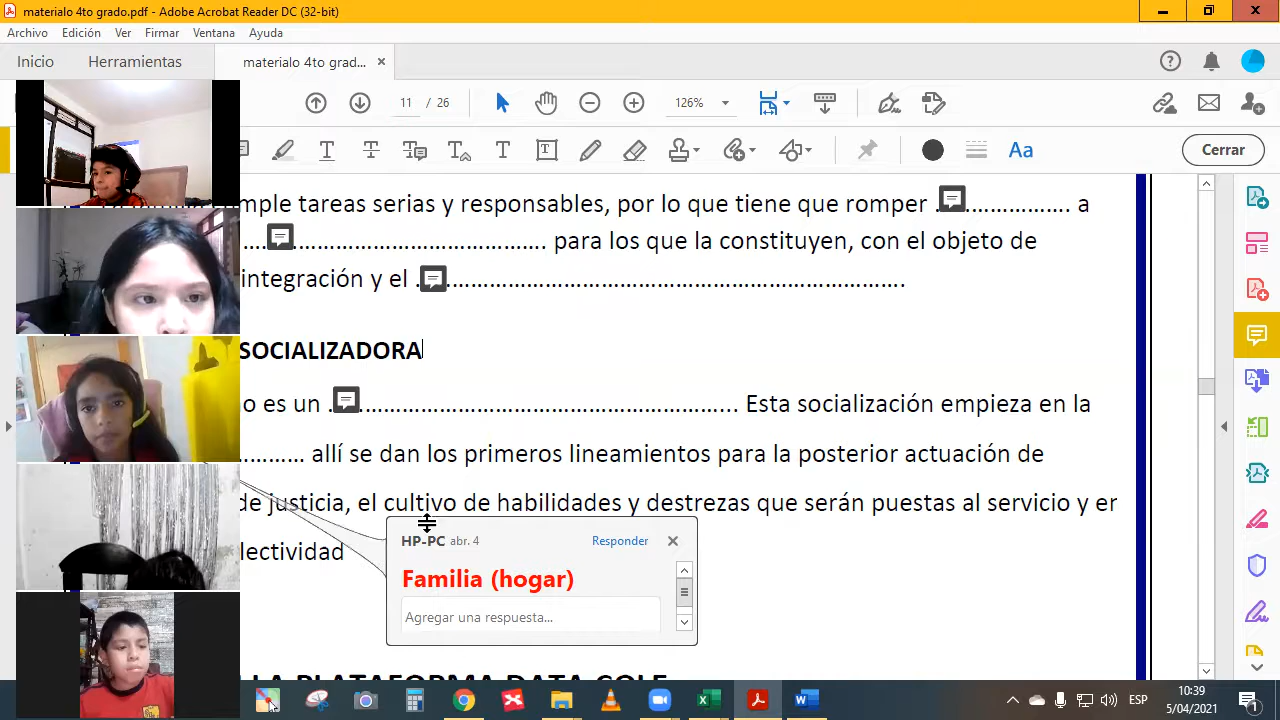 materialo 4to grado.pdf - Adobe Acrobat Reader DC (32-bit)
Archivo Edición Ver Firmar Ventana Ayuda
Inicio Herramientas materialo 4to grad...
11 / 26 126%
Aa Cerrar
mple tareas serias y responsables, por lo que tiene que romper .................... a
.................................................. para los que la constituyen, con el objeto de
integración y el ..................................................................
SOCIALIZADORA
o es un .................................................... Esta socialización empieza en la
............ allí se dan los primeros lineamientos para la posterior actuación de
de justicia, el cultivo de habilidades y destrezas que serán puestas al servicio y er
lectividad
HP-PC abr. 4 Responder
Familia (hogar)
Agregar una respuesta...
LA PLATAFORMA DATA COLE
ESP 10:39
5/04/2021